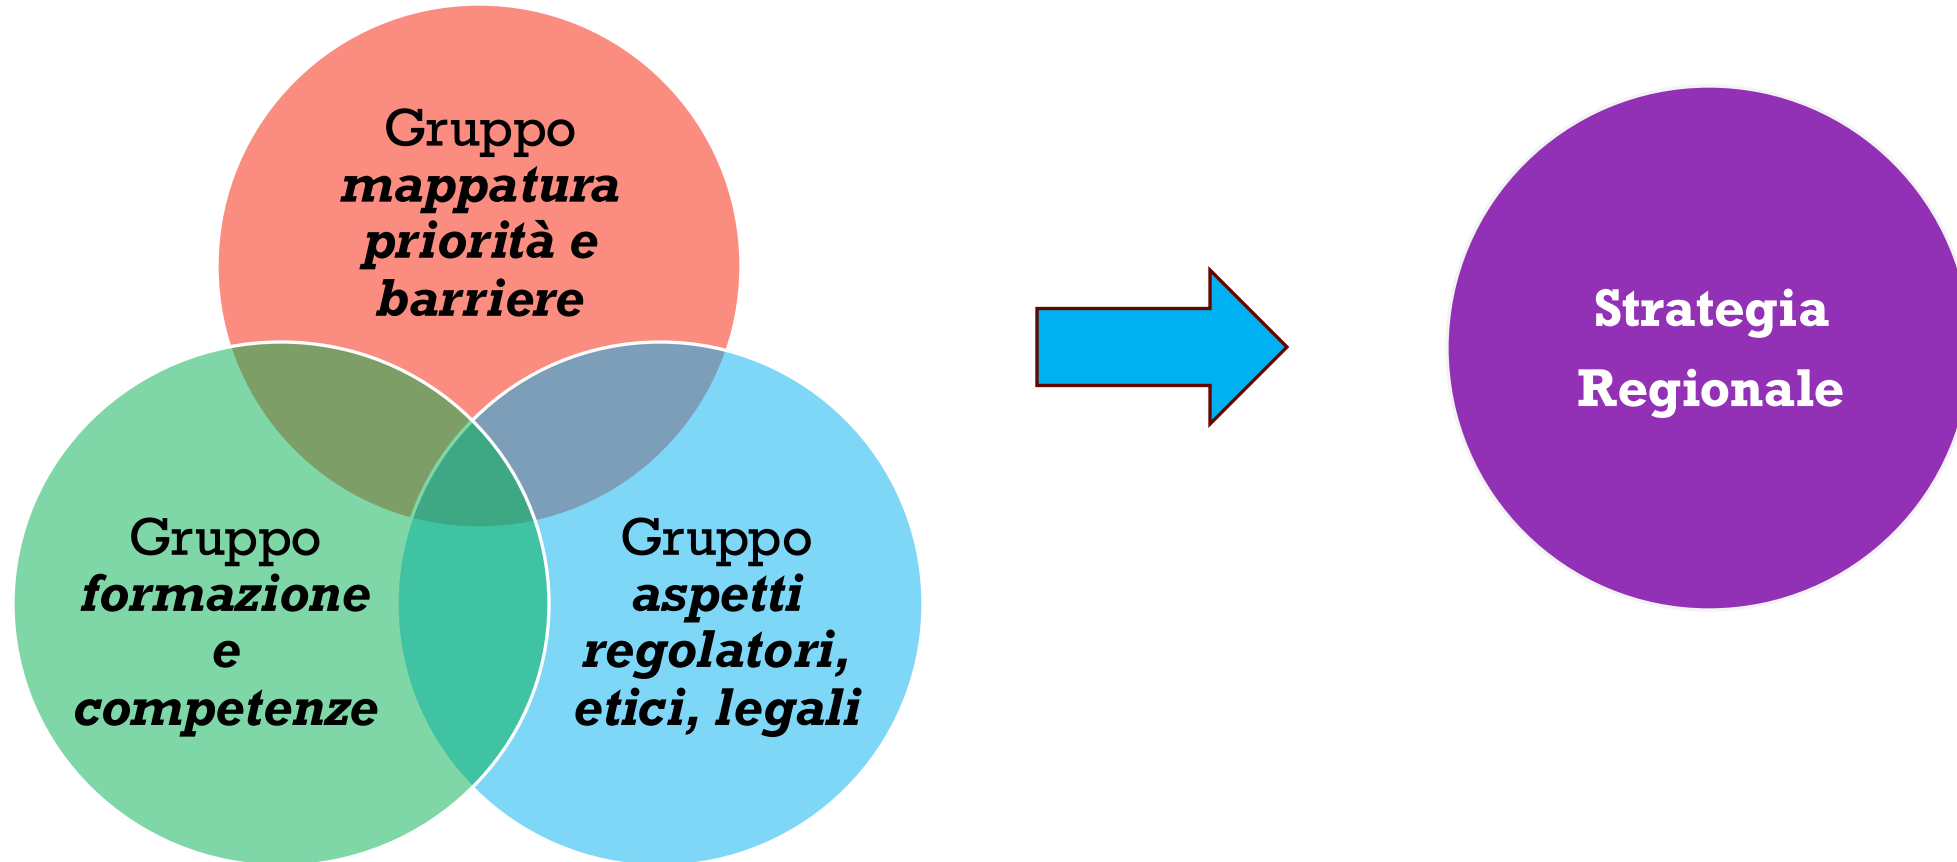 Gruppo
mappatura
priorità e
barriere
Gruppo
formazione
e
competenze
Gruppo
aspetti
regolatori,
etici, legali
Strategia
Regionale